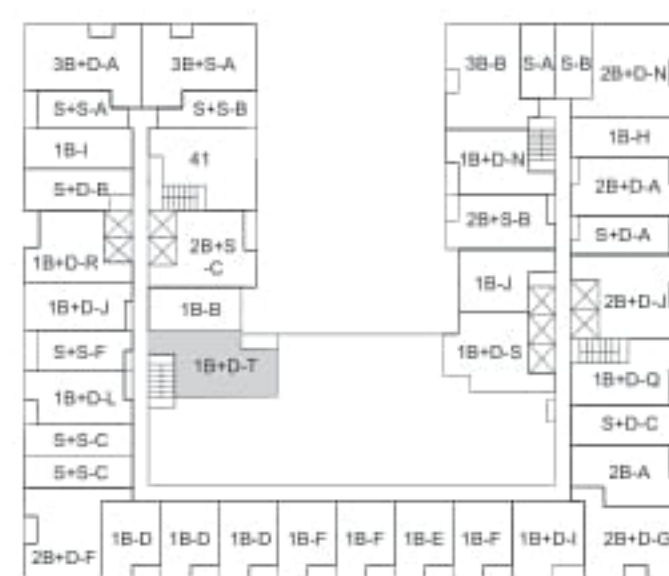 3B+D-A
3B+S-A
S+S-A
S+S-B
1B-I
41
S+D-B
1B+D-R
2B+S
-C
1B+D-J
1B-B
S+S-F
1B+D-T
1B+D-L
S+S-C
S+S-C
2B+D-F
3B-B
S-A
S-B
2B+D-N
1B-H
1B+D-N
2B+D-A
2B+S-B
S+D-A
1B-J
2B+D-J
1B+D-S
1B+D-Q
S+D-C
2B-A
1B-D
1B-D
1B-D
1B-F
1B-F
1B-E
1B-F
1B+D-I
2B+D-G